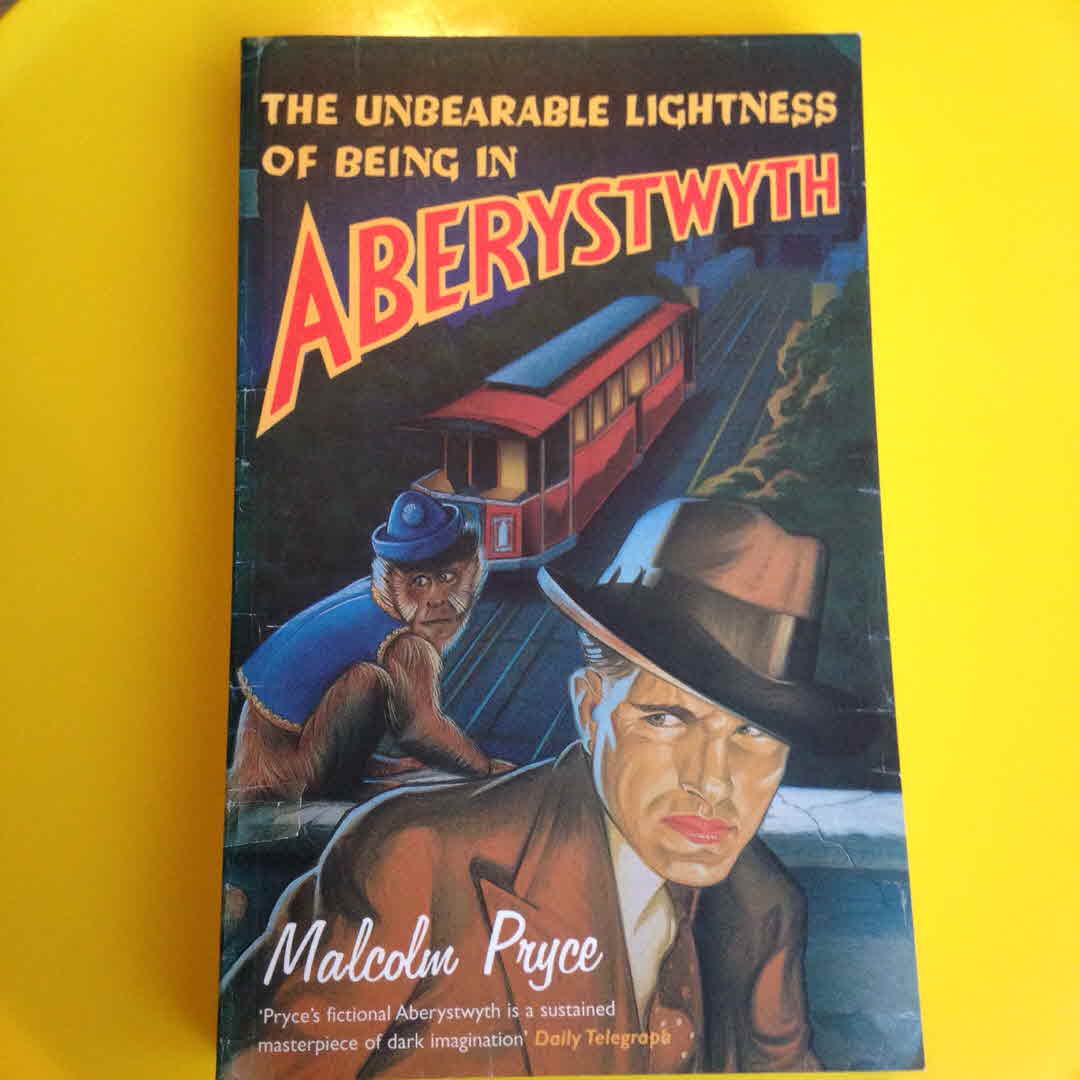 THE UNBEARABLE LIGHTNESS
OF BEING IN
ABERYSTWYTH
Malcolm Pryce
'Pryce's fictional Aberystwyth is a sustained
masterpiece of dark imagination' Daily Telegraph